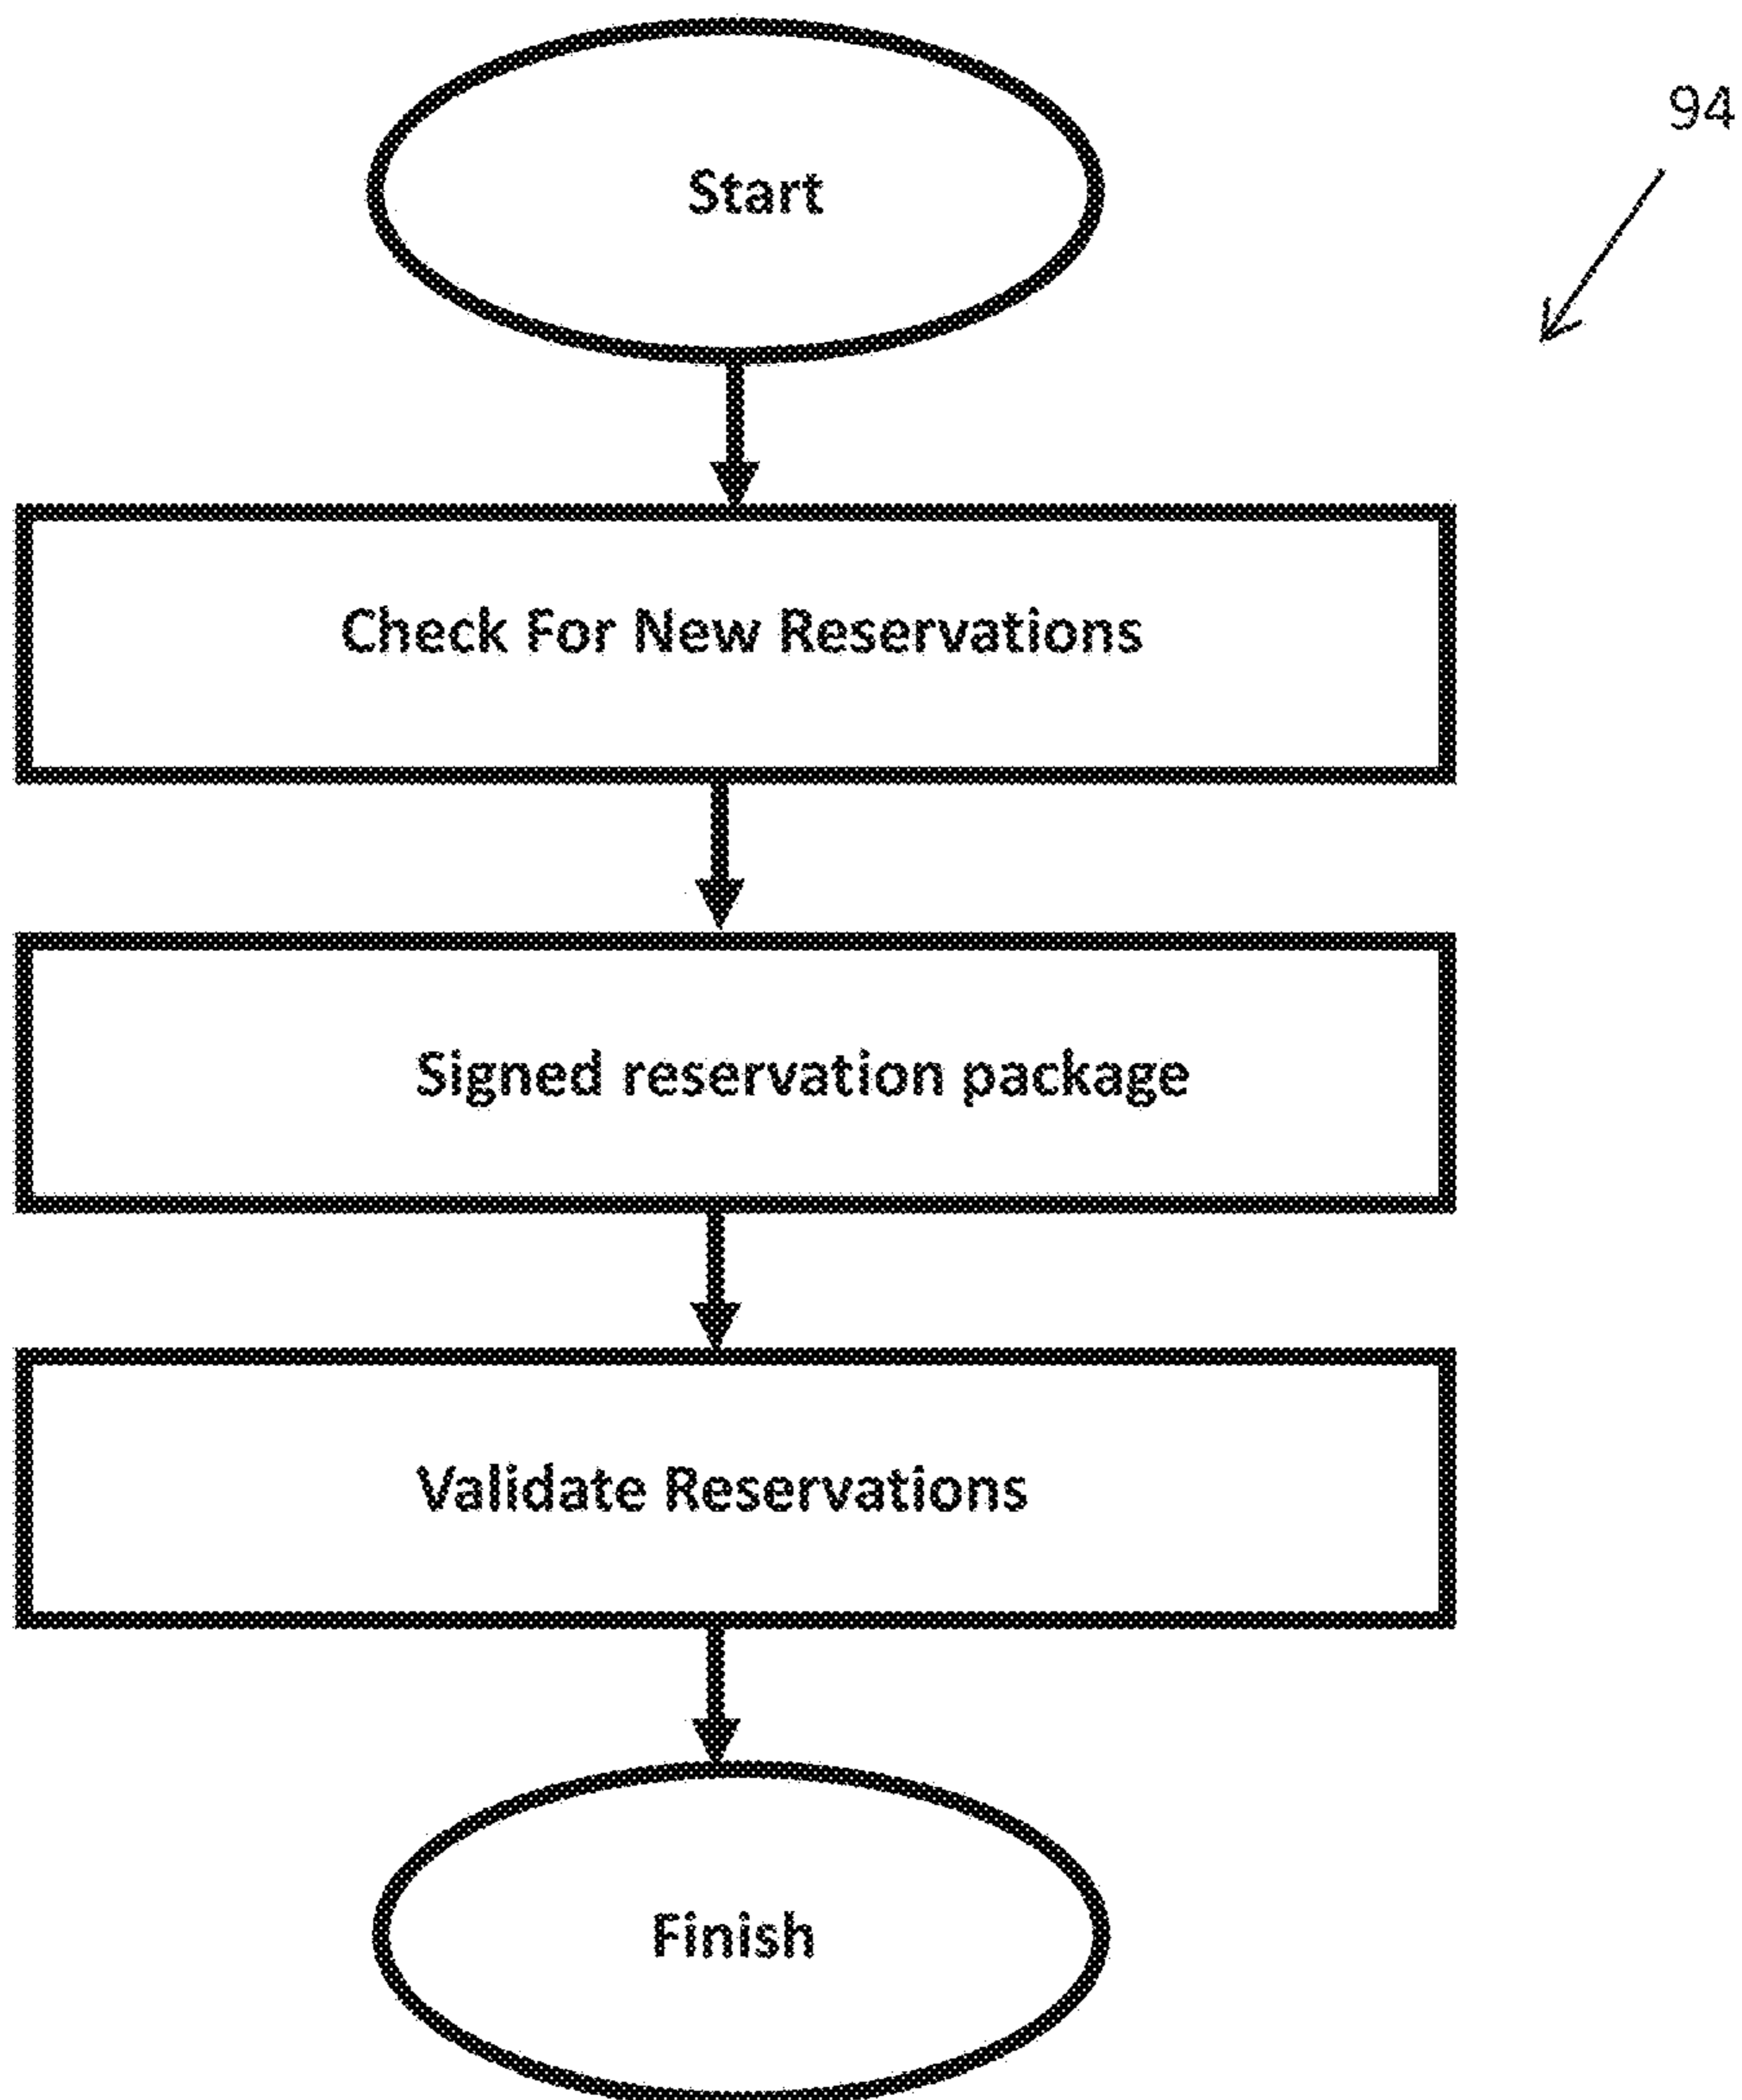 94
Start
Check For New Reservations
Signed reservation package
Validate Reservations
Finish